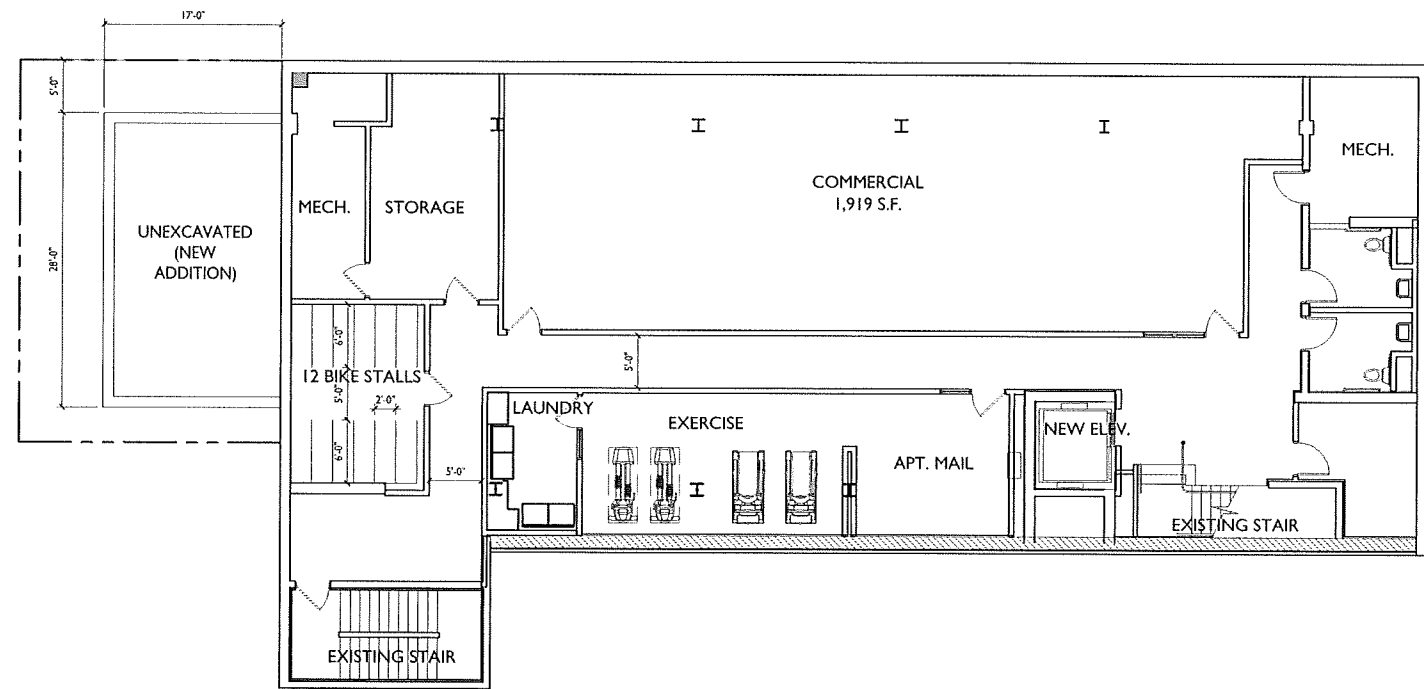 17'-0"
5'-0"
28'-0"
UNEXCAVATED
(NEW
ADDITION)
MECH.
STORAGE
COMMERCIAL
1,919 S.F.
MECH.
6'-0"
12 BIKE STALLS
5'-0"
2'-0"
6'-0"
5'-0"
5'-0"
LAUNDRY
EXERCISE
APT. MAIL
NEW ELEV.
EXISTING STAIR
EXISTING STAIR